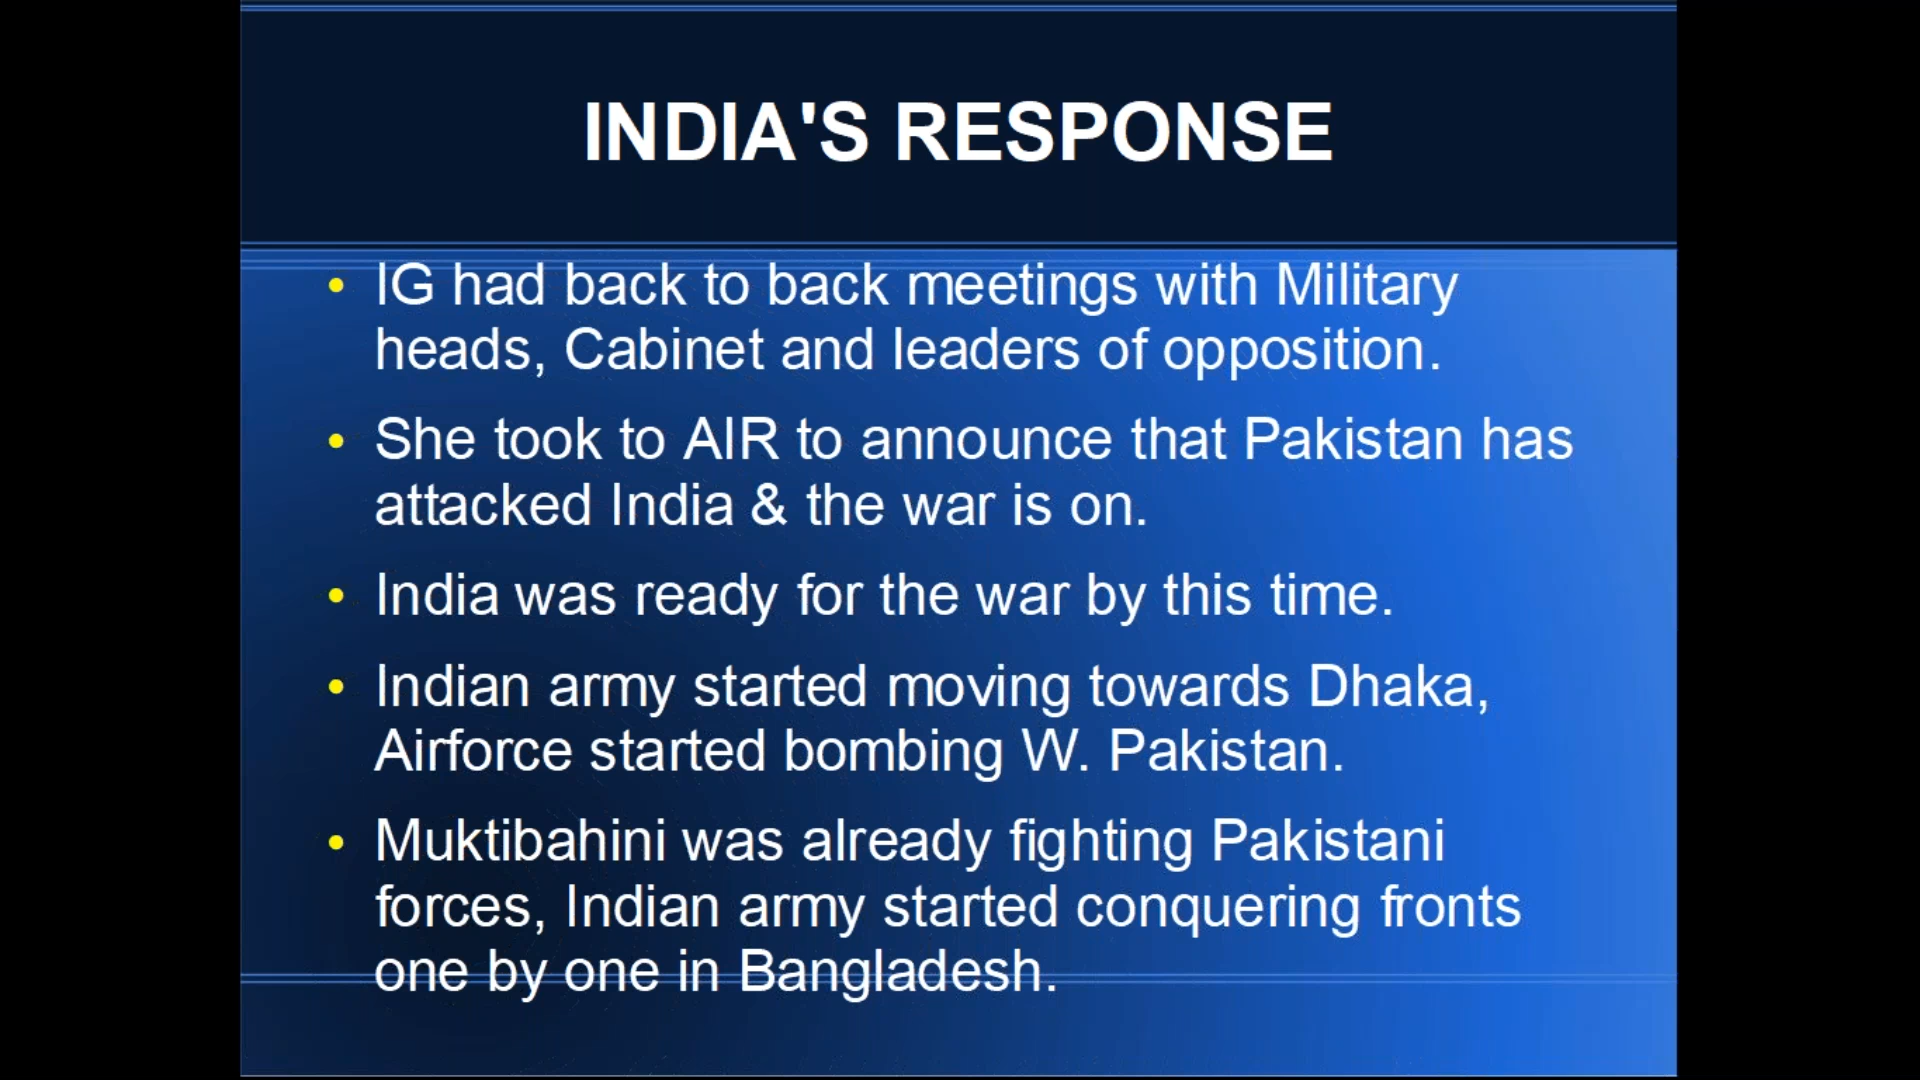 INDIA'S RESPONSE
• IG had back to back meetings with Military
heads, Cabinet and leaders of opposition.
• She took to AIR to announce that Pakistan has
attacked India & the war is on.
• India was ready for the war by this time.
• Indian army started moving towards Dhaka,
Airforce started bombing W. Pakistan.
• Muktibahini was already fighting Pakistani
forces, Indian army started conquering fronts
one by one in Bangladesh.